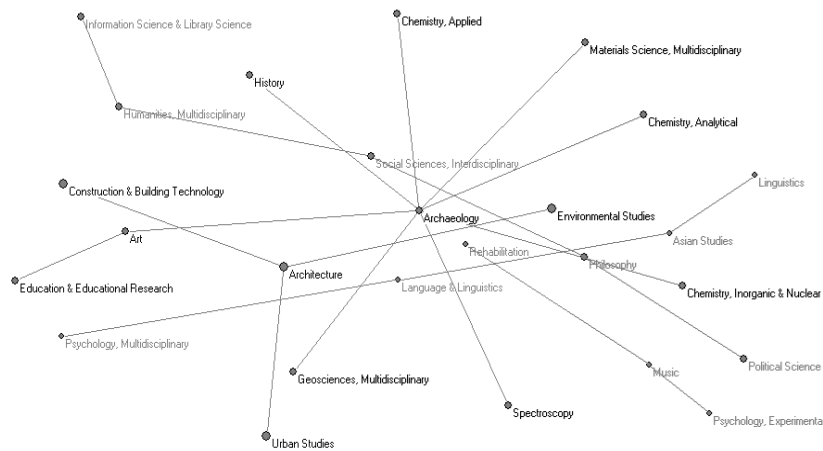 Information Science & Library Science
Chemistry, Applied
Materials Science, Multidisciplinary
History
Humanities, Multidisciplinary
Chemistry, Analytical
Social Sciences, Interdisciplinary
Linguistics
Construction & Building Technology
Archaeology
Environmental Studies
Art
Asian Studies
Rehabilitation
Philosophy
Architecture
Education & Educational Research
Language & Linguistics
Chemistry, Inorganic & Nuclear
Psychology, Multidisciplinary
Political Science
Music
Geosciences, Multidisciplinary
Spectroscopy
Psychology, Experimenta
Urban Studies